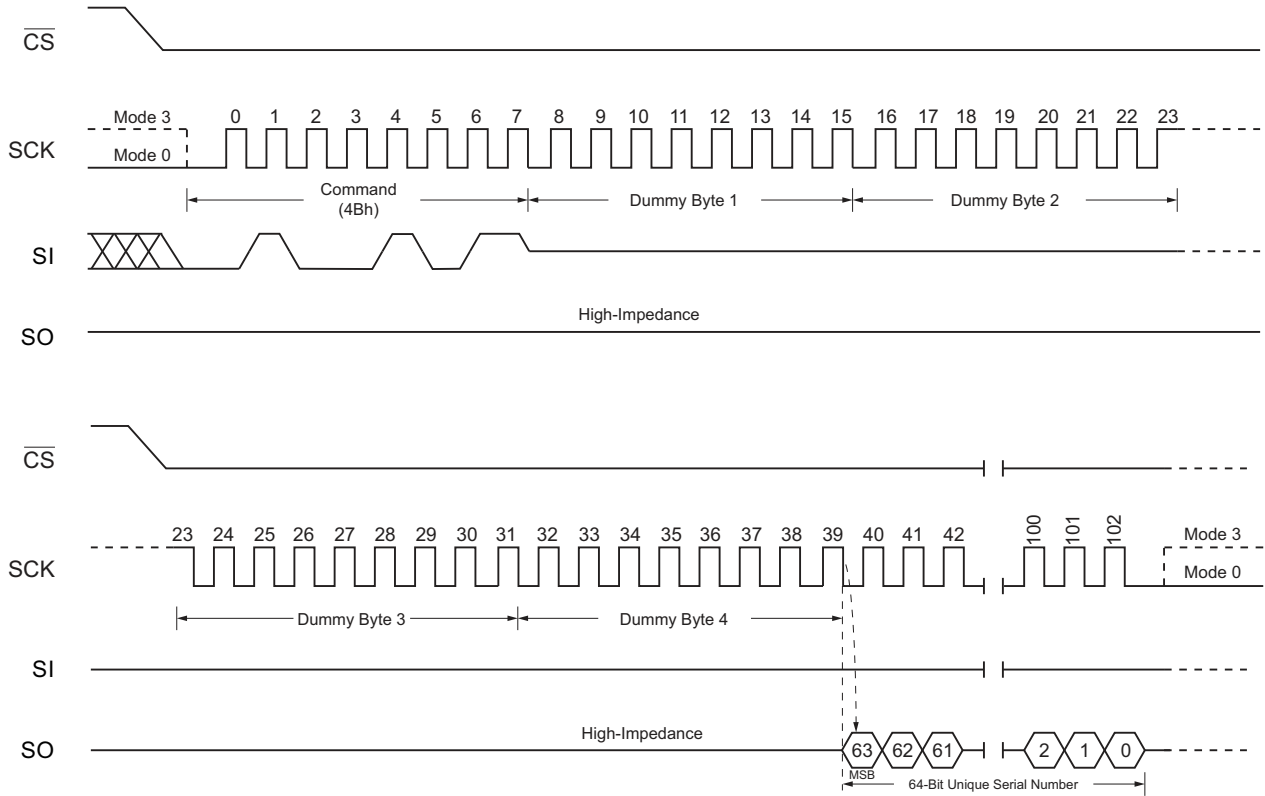 CS
Mode 3
0 1 2 3 4 5 6 7 8 9 10 11 12 13 14 15 16 17 18 19 20 21 22 23
SCK
Mode 0
Command
(4Bh)
Dummy Byte 1
Dummy Byte 2
SI
High-Impedance
SO
CS
23 24 25 26 27 28 29 30 31 32 33 34 35 36 37 38 39 40 41 42 100 101 102
Mode 3
SCK
Mode 0
Dummy Byte 3
Dummy Byte 4
SI
High-Impedance
SO
63 62 61 2 1 0
MSB
64-Bit Unique Serial Number